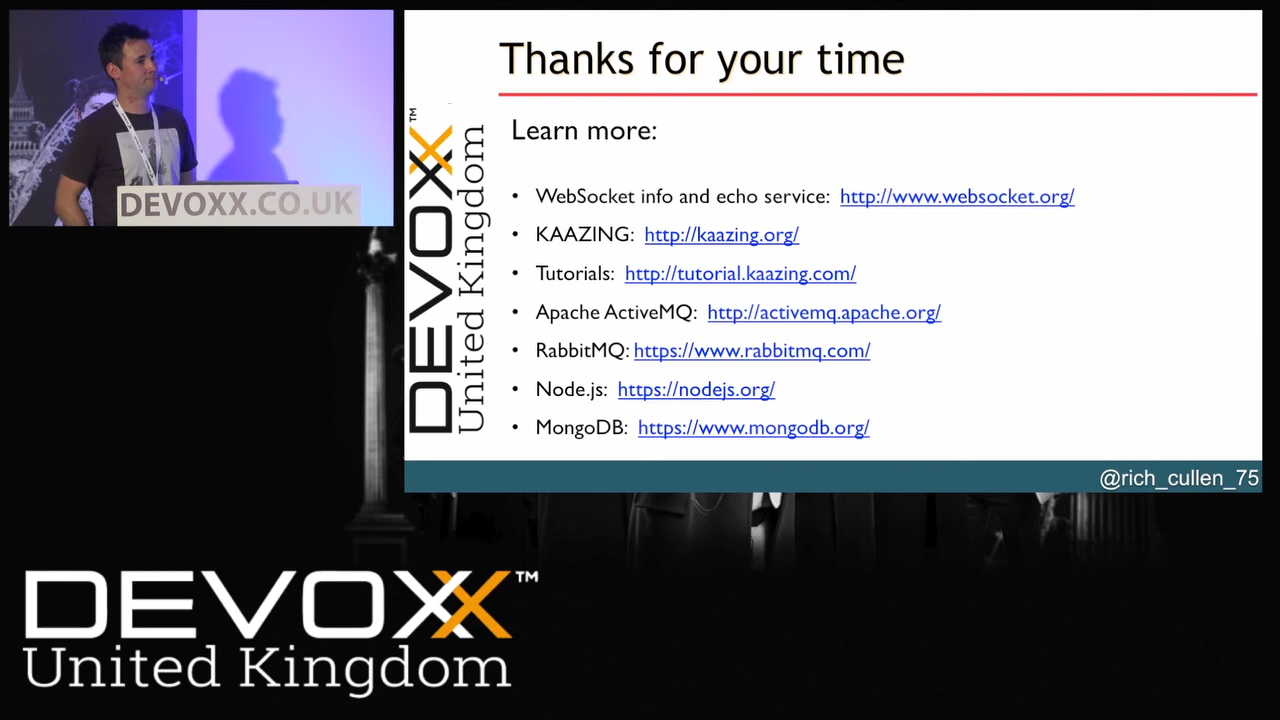 DEVOXX.CO.UK
Thanks for your time
Learn more:
• WebSocket info and echo service: http://www.websocket.org/
• KAAZING: http://kaazing.org/
• Tutorials: http://tutorial.kaazing.com/
• Apache ActiveMQ: http://activemq.apache.org/
• RabbitMQ: https://www.rabbitmq.com/
• Node.js: https://nodejs.org/
• MongoDB: https://www.mongodb.org/
DEVOXX™
United Kingdom
@rich_cullen_75
DEVOXX™
United Kingdom